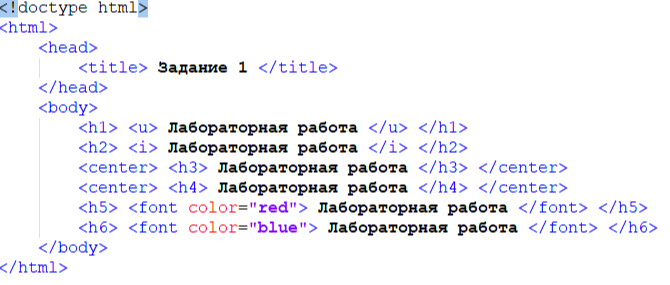 <!doctype html>
<html>
<head>
<title> Задание 1 </title>
</head>
<body>
<h1> <u> Лабораторная работа </u> </h1>
<h2> <i> Лабораторная работа </i> </h2>
<center> <h3> Лабораторная работа </h3> </center>
<center> <h4> Лабораторная работа </h4> </center>
<h5> <font color="red"> Лабораторная работа </font> </h5>
<h6> <font color="blue"> Лабораторная работа </font> </h6>
</body>
</html>